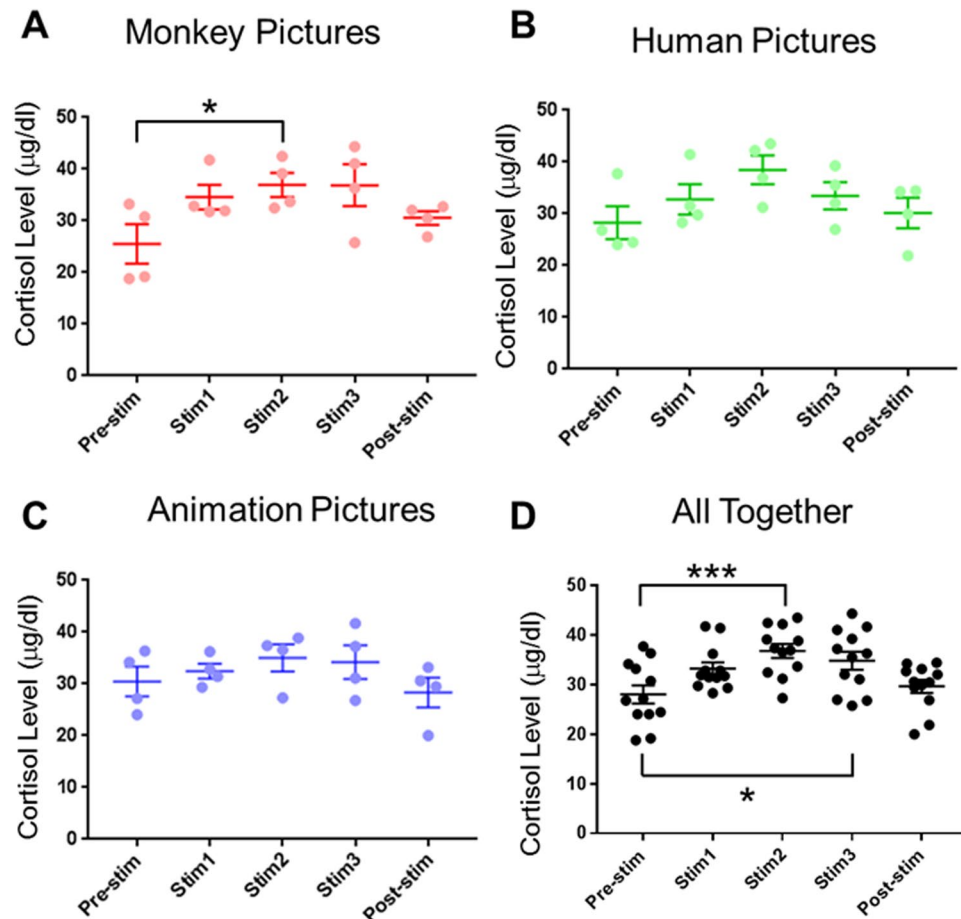 A
Monkey Pictures
*
Cortisol Level (μg/dl)
50
40
30
20
10
0
Pre-stim
Stim1
Stim2
Stim3
Post-stim
B
Human Pictures
Cortisol Level (μg/dl)
50
40
30
20
10
0
Pre-stim
Stim1
Stim2
Stim3
Post-stim
C
Animation Pictures
Cortisol Level (μg/dl)
50
40
30
20
10
0
Pre-stim
Stim1
Stim2
Stim3
Post-stim
D
All Together
***
Cortisol Level (μg/dl)
50
40
30
20
10
0
*
Pre-stim
Stim1
Stim2
Stim3
Post-stim